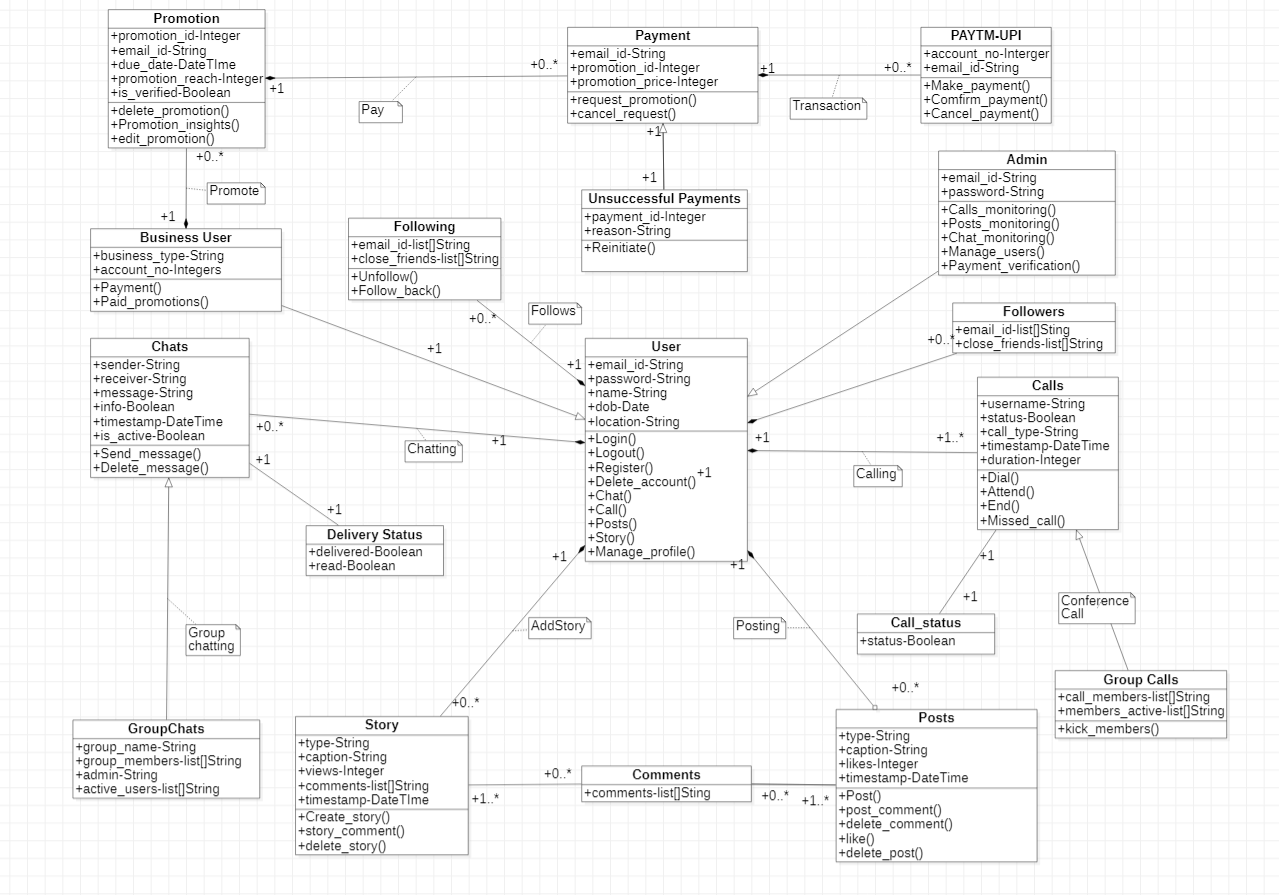 Promotion
+promotion_id-Integer
+email_id-String
+due_date-DateTIme
+promotion_reach-Integer
+is_verified-Boolean
+delete_promotion()
+Promotion_insights()
+edit_promotion()
+1
+0..*
Pay
Payment
+email_id-String
+promotion_id-Integer
+promotion_price-Integer
+request_promotion()
+cancel_request()
+1
+0..*
Transaction
PAYTM-UPI
+account_no-Interger
+email_id-String
+Make_payment()
+Comfirm_payment()
+Cancel_payment()
+0..*
Promote
+1
+1
+1
Unsuccessful Payments
+payment_id-Integer
+reason-String
+Reinitiate()
Admin
+email_id-String
+password-String
+Calls_monitoring()
+Posts_monitoring()
+Chat_monitoring()
+Manage_users()
+Payment_verification()
Business User
+business_type-String
+account_no-Integers
+Payment()
+Paid_promotions()
Following
+email_id-list[]String
+close_friends-list[]String
+Unfollow()
+Follow_back()
+0..*
Follows
+1
+1
Followers
+email_id-list[]Sting
+close_friends-list[]String
+0..*
Chats
+sender-String
+receiver-String
+message-String
+info-Boolean
+timestamp-DateTime
+is_active-Boolean
+Send_message()
+Delete_message()
+0..*
Chatting
+1
User
+email_id-String
+password-String
+name-String
+dob-Date
+location-String
+Login()
+Logout()
+Register()
+Delete_account()
+Chat()
+Call()
+Posts()
+Story()
+Manage_profile()
+1
+1
+1..*
Calling
Calls
+username-String
+status-Boolean
+call_type-String
+timestamp-DateTime
+duration-Integer
+Dial()
+Attend()
+End()
+Missed_call()
+1
+1
Delivery Status
+delivered-Boolean
+read-Boolean
+1
+1
+1
+1
Call_status
+status-Boolean
Conference
Call
Group
chatting
AddStory
Posting
Group Calls
+call_members-list[]String
+members_active-list[]String
+kick_members()
+0..*
+0..*
GroupChats
+group_name-String
+group_members-list[]String
+admin-String
+active_users-list[]String
Story
+type-String
+caption-String
+views-Integer
+comments-list[]String
+timestamp-DateTIme
+Create_story()
+story_comment()
+delete_story()
+1..*
+0..*
Comments
+comments-list[]Sting
+0..*
+1..*
Posts
+type-String
+caption-String
+likes-Integer
+timestamp-DateTime
+Post()
+post_comment()
+delete_comment()
+like()
+delete_post()